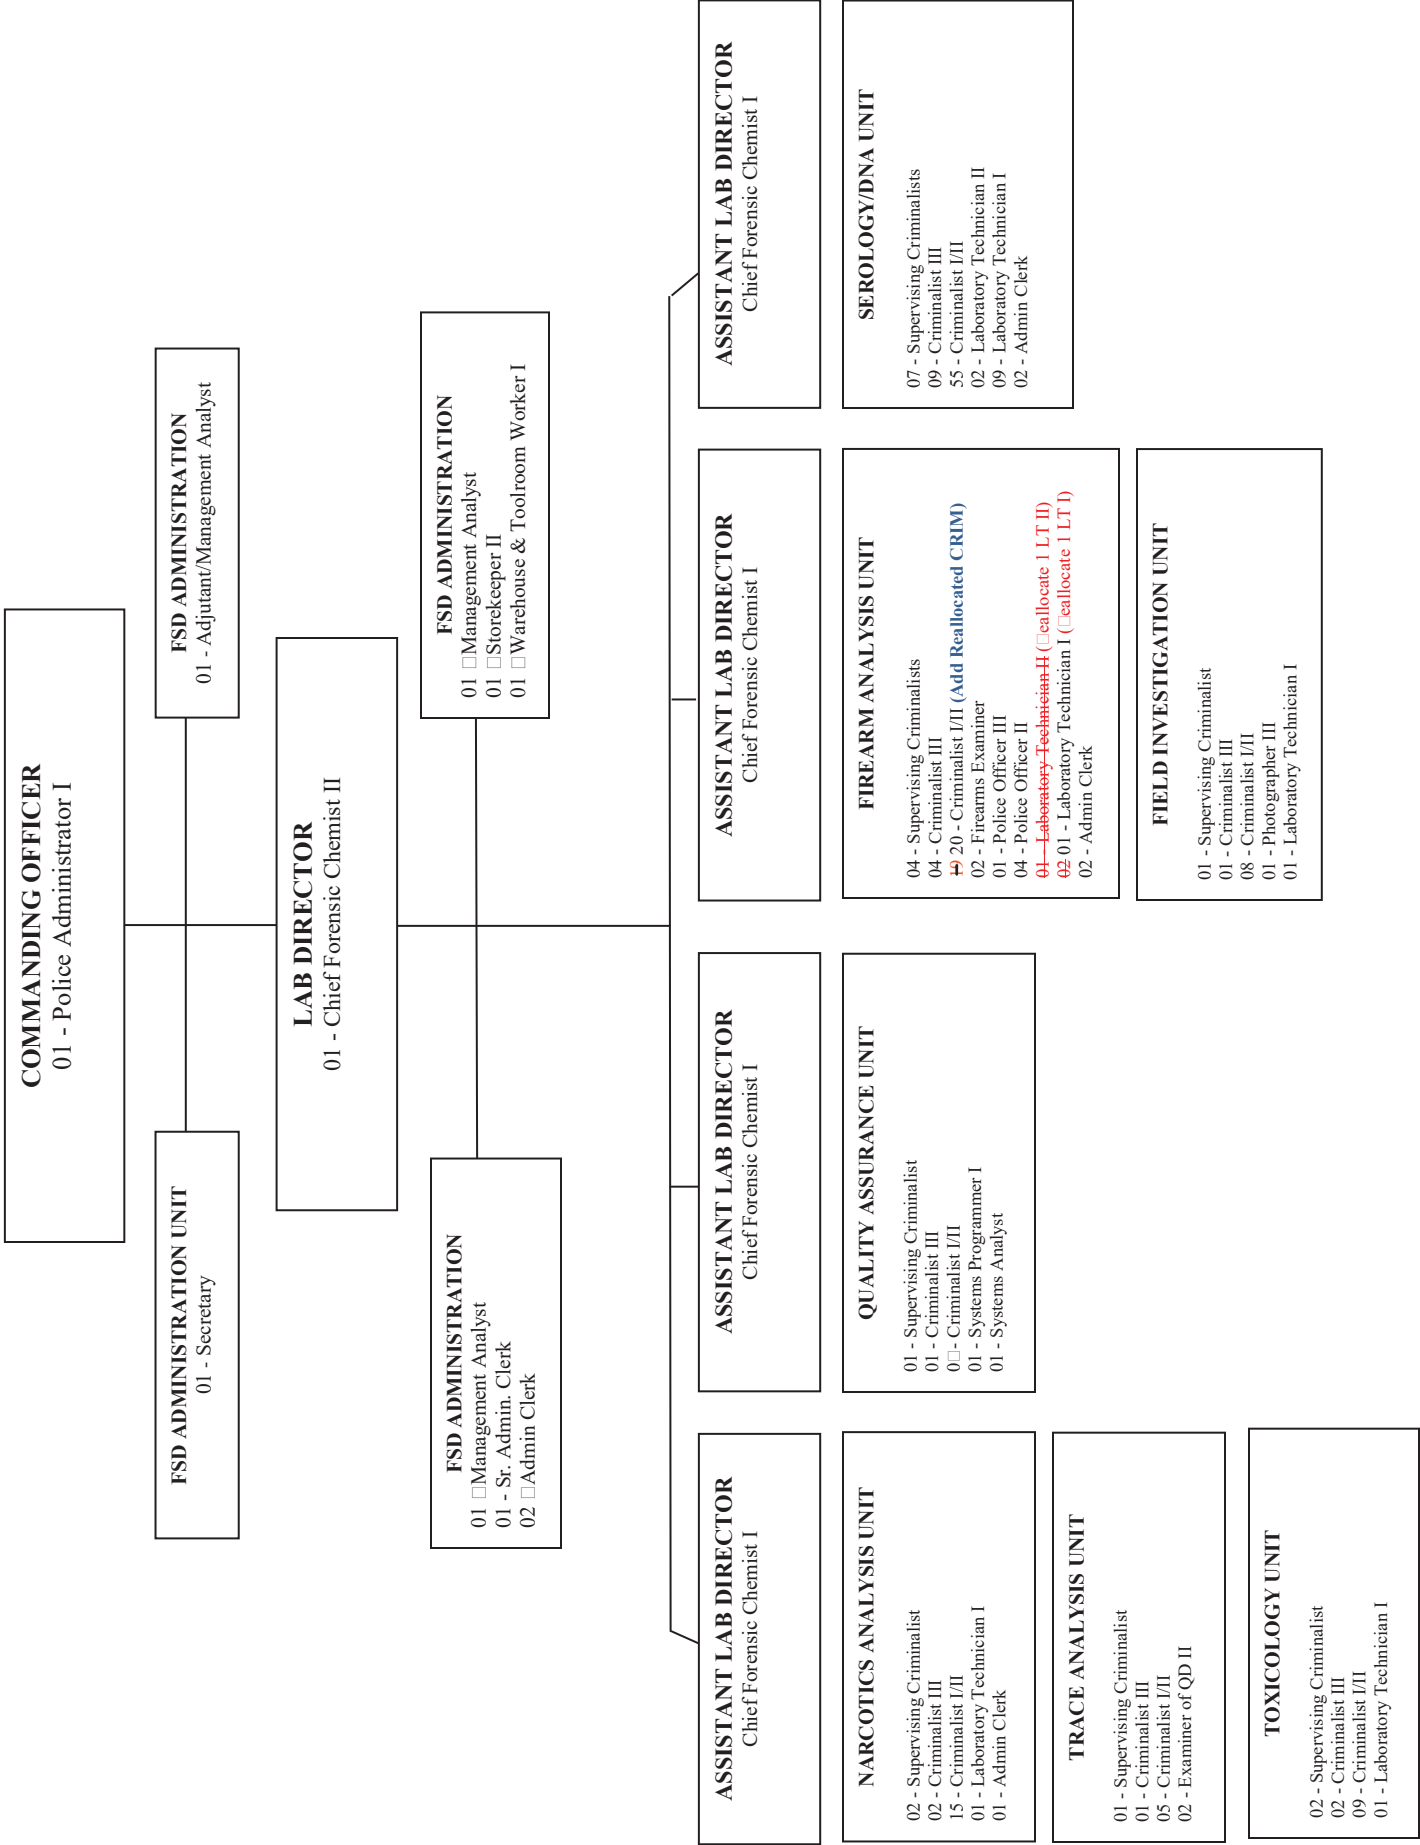 COMMANDING OFFICER
01 - Police Administrator I
FSD ADMINISTRATION UNIT
01 - Secretary
FSD ADMINISTRATION
01 - Adjutant/Management Analyst
LAB DIRECTOR
01 - Chief Forensic Chemist II
FSD ADMINISTRATION
01 □Management Analyst
01 - Sr. Admin. Clerk
02 □Admin Clerk
FSD ADMINISTRATION
01 □Management Analyst
01 □Storekeeper II
01 □Warehouse & Toolroom Worker I
ASSISTANT LAB DIRECTOR
Chief Forensic Chemist I
NARCOTICS ANALYSIS UNIT
02 - Supervising Criminalist
02 - Criminalist III
15 - Criminalist I/II
01 - Laboratory Technician I
01 - Admin Clerk
TRACE ANALYSIS UNIT
01 - Supervising Criminalist
01 - Criminalist III
05 - Criminalist I/II
02 - Examiner of QD II
TOXICOLOGY UNIT
02 - Supervising Criminalist
02 - Criminalist III
09 - Criminalist I/II
01 - Laboratory Technician I
ASSISTANT LAB DIRECTOR
Chief Forensic Chemist I
QUALITY ASSURANCE UNIT
01 - Supervising Criminalist
01 - Criminalist III
0□- Criminalist I/II
01 - Systems Programmer I
01 - Systems Analyst
ASSISTANT LAB DIRECTOR
Chief Forensic Chemist I
FIREARM ANALYSIS UNIT
04 - Supervising Criminalists
04 - Criminalist III
19 20 - Criminalist I/II (Add Reallocated CRIM)
02 - Firearms Examiner
01 - Police Officer III
04 - Police Officer II
01 - Laboratory Technician II (□eallocate 1 LT II)
02 01 - Laboratory Technician I (□eallocate 1 LT I)
02 - Admin Clerk
FIELD INVESTIGATION UNIT
01 - Supervising Criminalist
01 - Criminalist III
08 - Criminalist I/II
01 - Photographer III
01 - Laboratory Technician I
ASSISTANT LAB DIRECTOR
Chief Forensic Chemist I
SEROLOGY/DNA UNIT
07 - Supervising Criminalists
09 - Criminalist III
55 - Criminalist I/II
02 - Laboratory Technician II
09 - Laboratory Technician I
02 - Admin Clerk